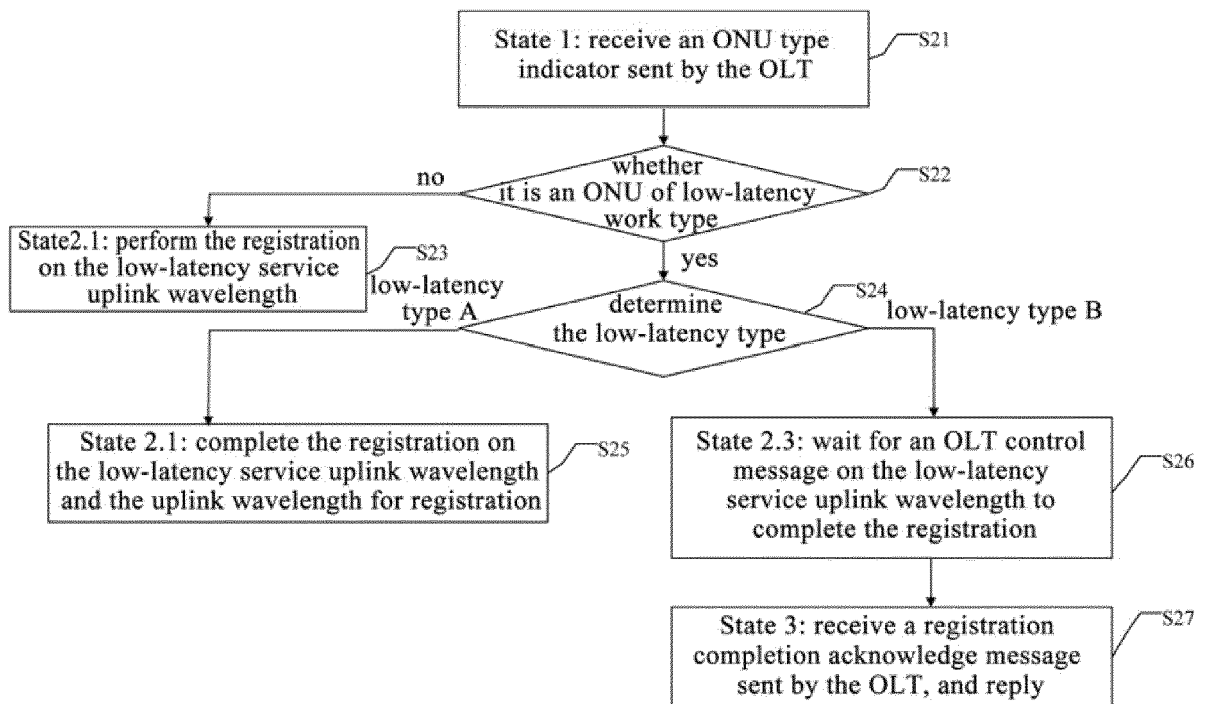 State 1: receive an ONU type
indicator sent by the OLT
S21
whether
it is an ONU of low-latency
work type
S22
no
yes
State2.1: perform the registration
on the low-latency service
uplink wavelength
S23
determine
the low-latency type
S24
low-latency
type A
low-latency type B
State 2.1: complete the registration on
the low-latency service uplink wavelength
and the uplink wavelength for registration
S25
State 2.3: wait for an OLT control
message on the low-latency
service uplink wavelength to
complete the registration
S26
State 3: receive a registration
completion acknowledge message
sent by the OLT, and reply
S27